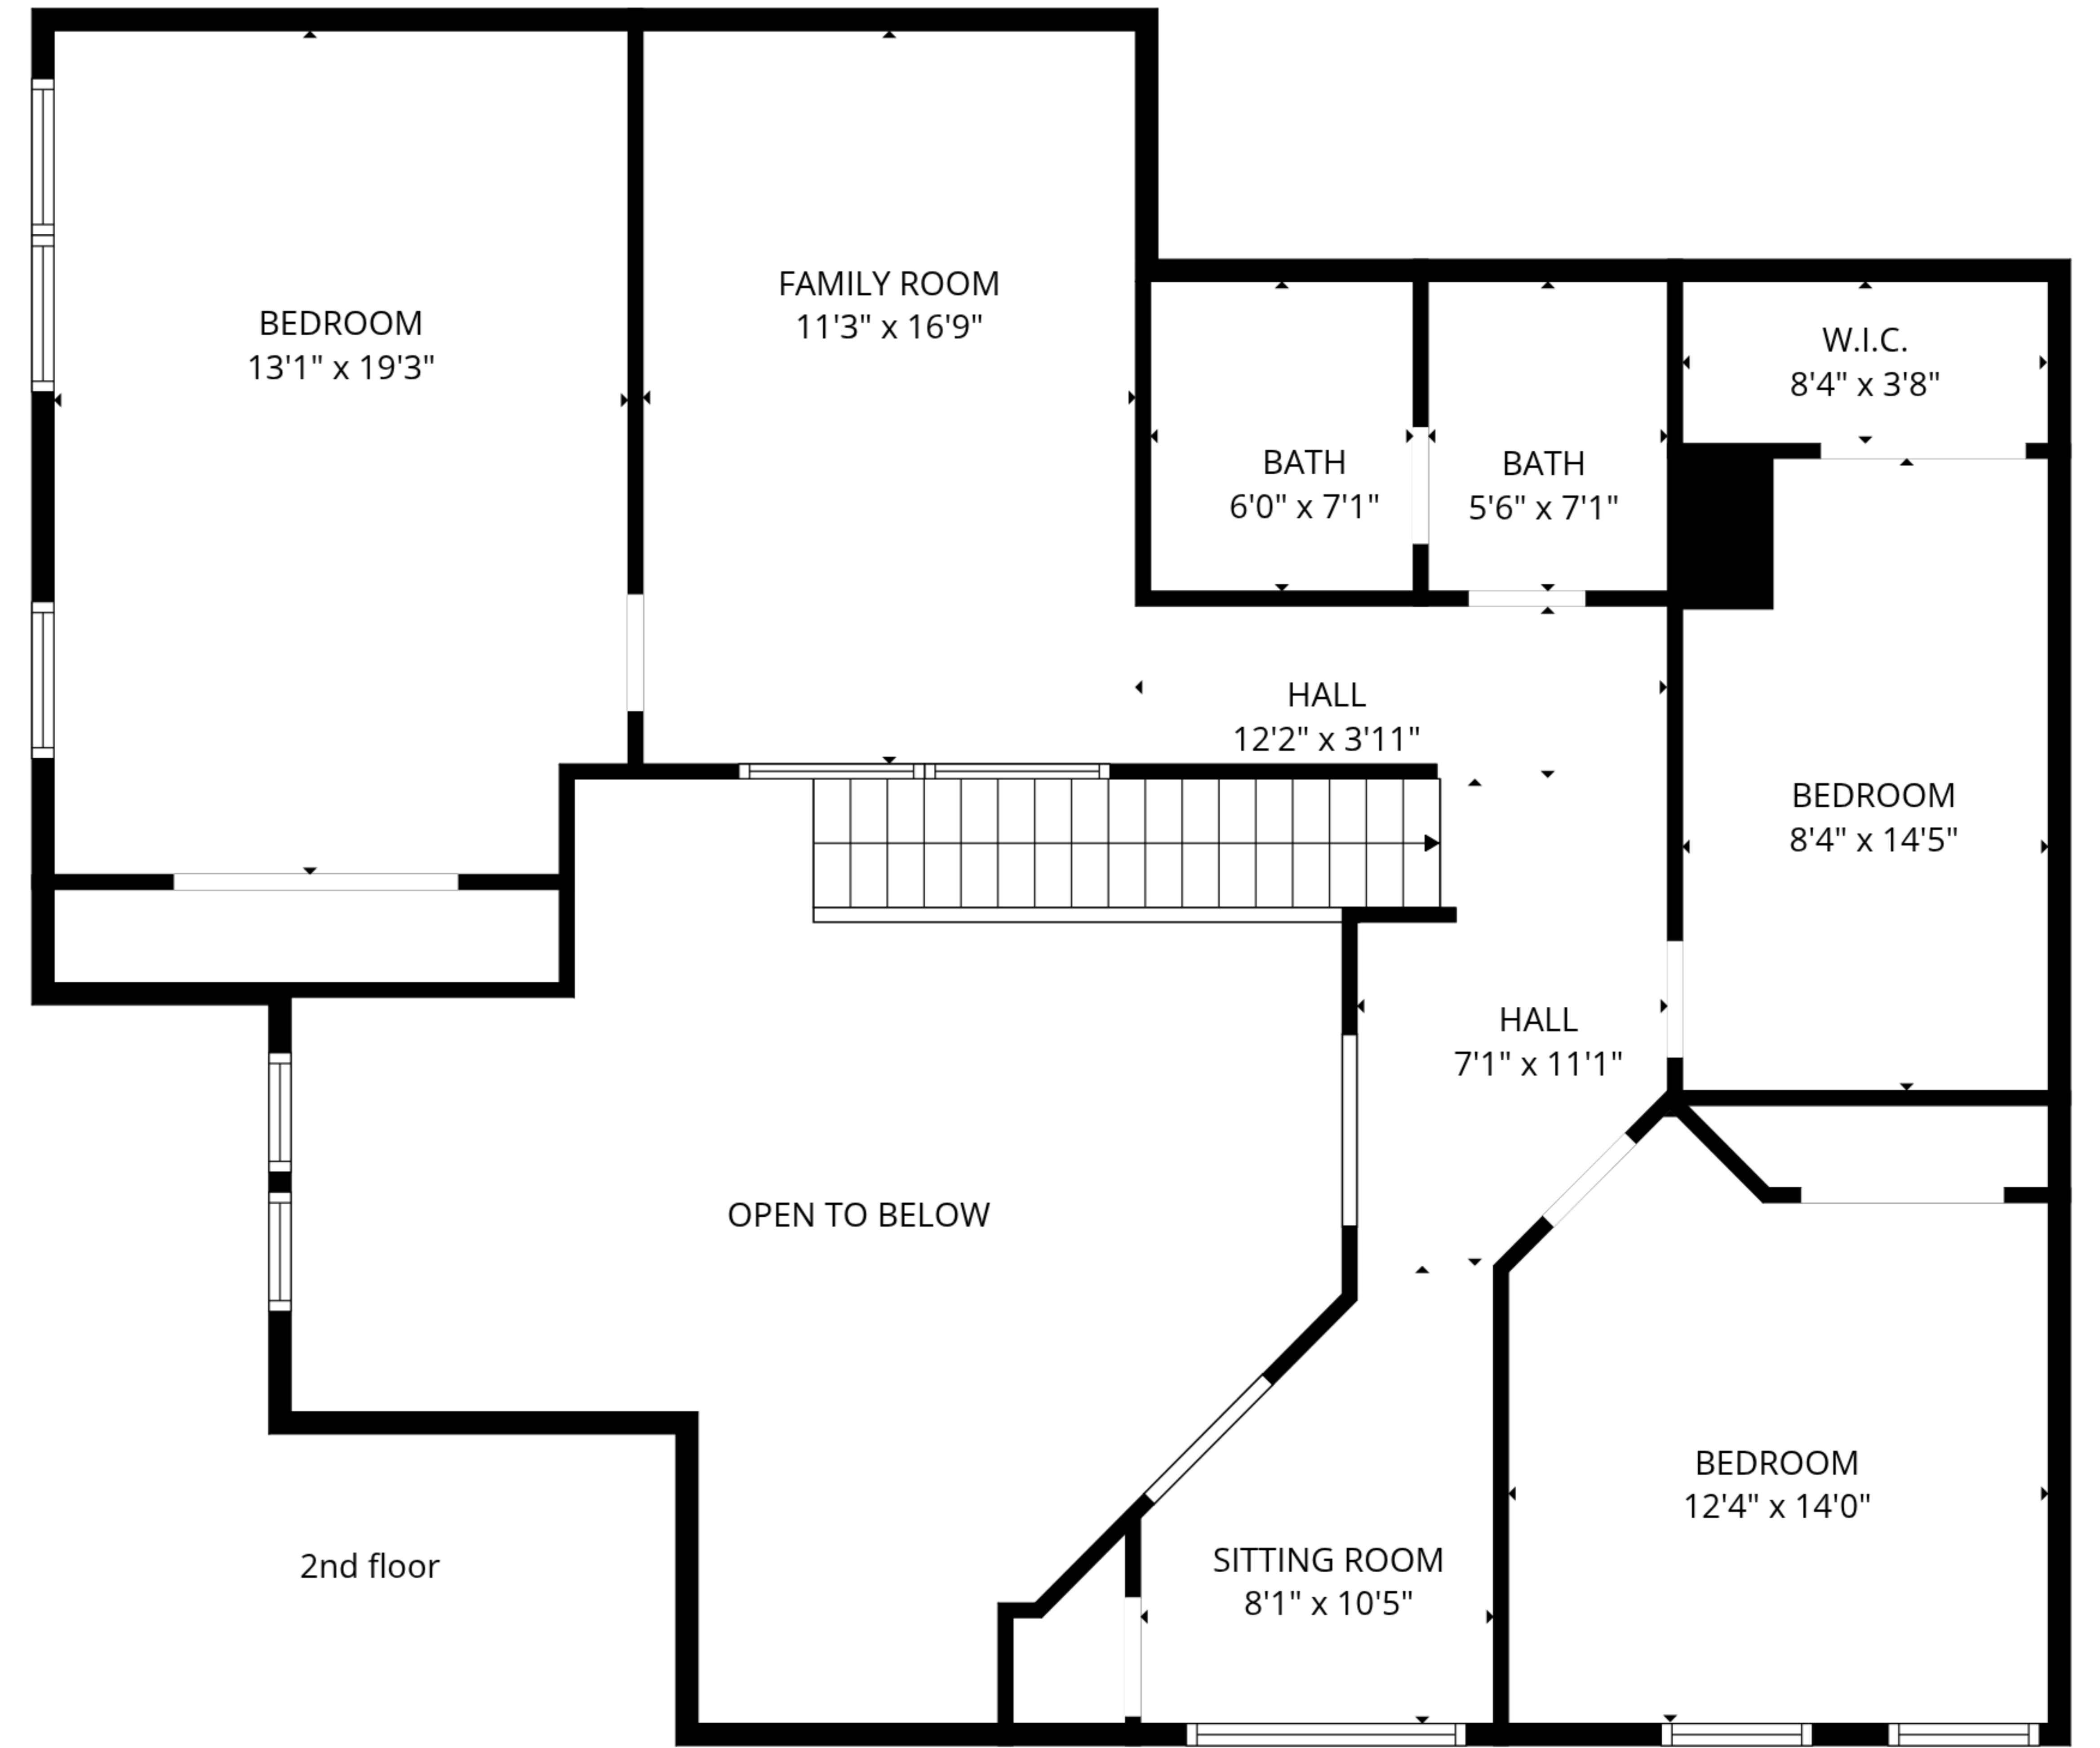 BEDROOM
13'1" x 19'3"
FAMILY ROOM
11'3" x 16'9"
BATH
6'0" x 7'1"
BATH
5'6" x 7'1"
W.I.C.
8'4" x 3'8"
HALL
12'2" x 3'11"
BEDROOM
8'4" x 14'5"
HALL
7'1" x 11'1"
OPEN TO BELOW
BEDROOM
12'4" x 14'0"
SITTING ROOM
8'1" x 10'5"
2nd floor